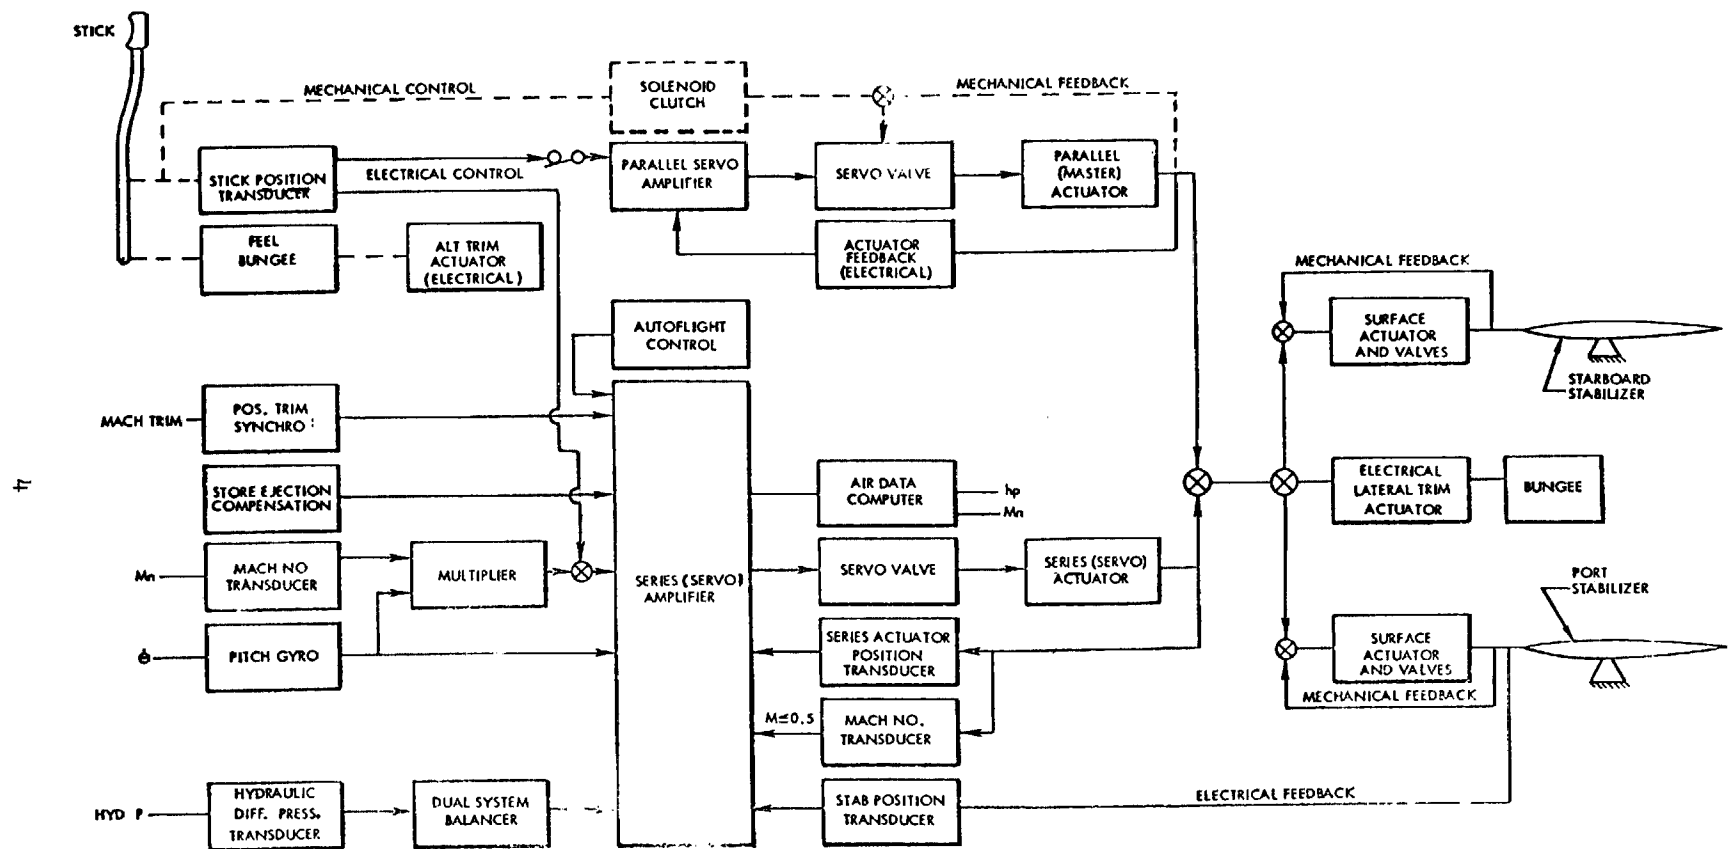 STICK
MECHANICAL CONTROL
SOLENOID
CLUTCH
MECHANICAL FEEDBACK
STICK POSITION
TRANSDUCER
ELECTRICAL CONTROL
PARALLEL SERVO
AMPLIFIER
SERVO VALVE
PARALLEL
(MASTER)
ACTUATOR
FEEL
BUNGEE
ALT TRIM
ACTUATOR
(ELECTRICAL)
ACTUATOR
FEEDBACK
(ELECTRICAL)
MECHANICAL FEEDBACK
AUTOFLIGHT
CONTROL
SURFACE
ACTUATOR
AND VALVES
STARBOARD
STABILIZER
MACH TRIM
POS. TRIM
SYNCHRO
STORE EJECTION
COMPENSATION
AIR DATA
COMPUTER
hp
Mn
ELECTRICAL
LATERAL TRIM
ACTUATOR
BUNGEE
Mn
MACH NO
TRANSDUCER
MULTIPLIER
SERIES (SERVO)
AMPLIFIER
SERVO VALVE
SERIES (SERVO)
ACTUATOR
PORT
STABILIZER
θ̇
PITCH GYRO
SERIES ACTUATOR
POSITION
TRANSDUCER
SURFACE
ACTUATOR
AND VALVES
MECHANICAL FEEDBACK
M≤0.5
MACH NO.
TRANSDUCER
HYD P
HYDRAULIC
DIFF. PRESS.
TRANSDUCER
DUAL SYSTEM
BALANCER
STAB POSITION
TRANSDUCER
ELECTRICAL FEEDBACK